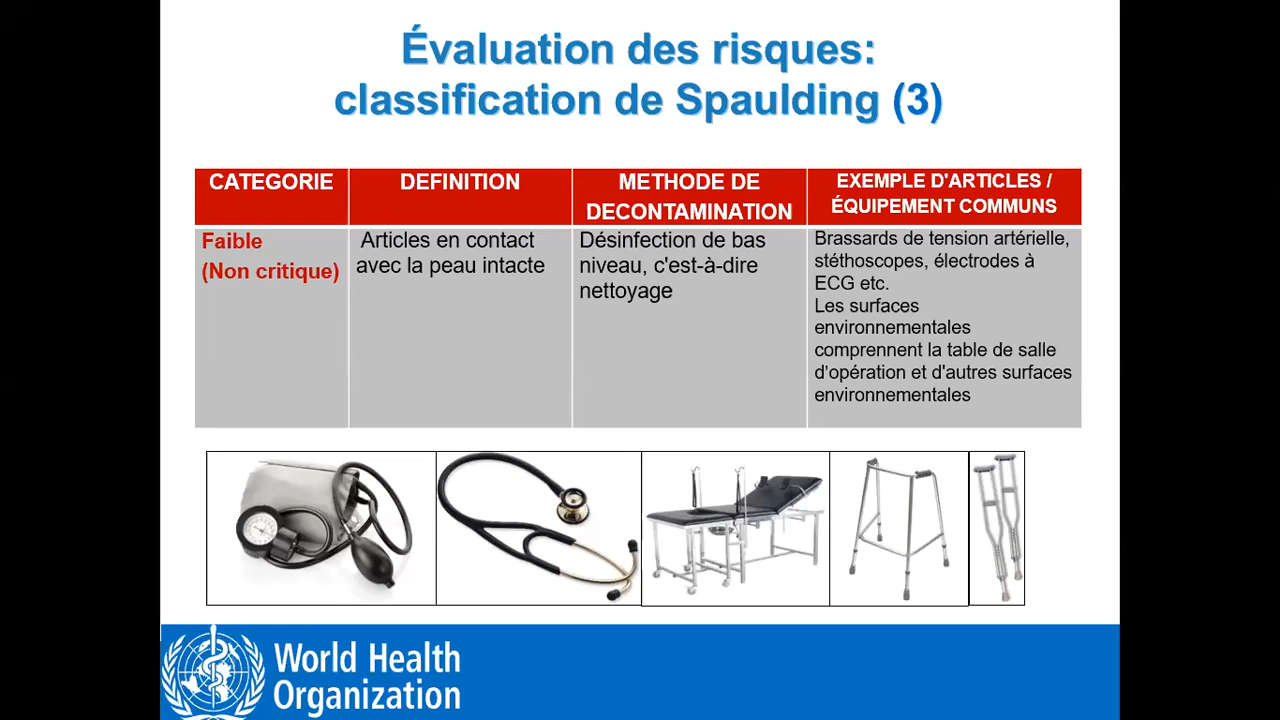 Évaluation des risques:
classification de Spaulding (3)
CATEGORIE
DEFINITION
METHODE DE
DECONTAMINATION
EXEMPLE D'ARTICLES /
ÉQUIPEMENT COMMUNS
Faible
(Non critique)
Articles en contact
avec la peau intacte
Désinfection de bas
niveau, c'est-à-dire
nettoyage
Brassards de tension artérielle,
stéthoscopes, électrodes à
ECG etc.
Les surfaces
environnementales
comprennent la table de salle
d'opération et d'autres surfaces
environnementales
World Health
Organization